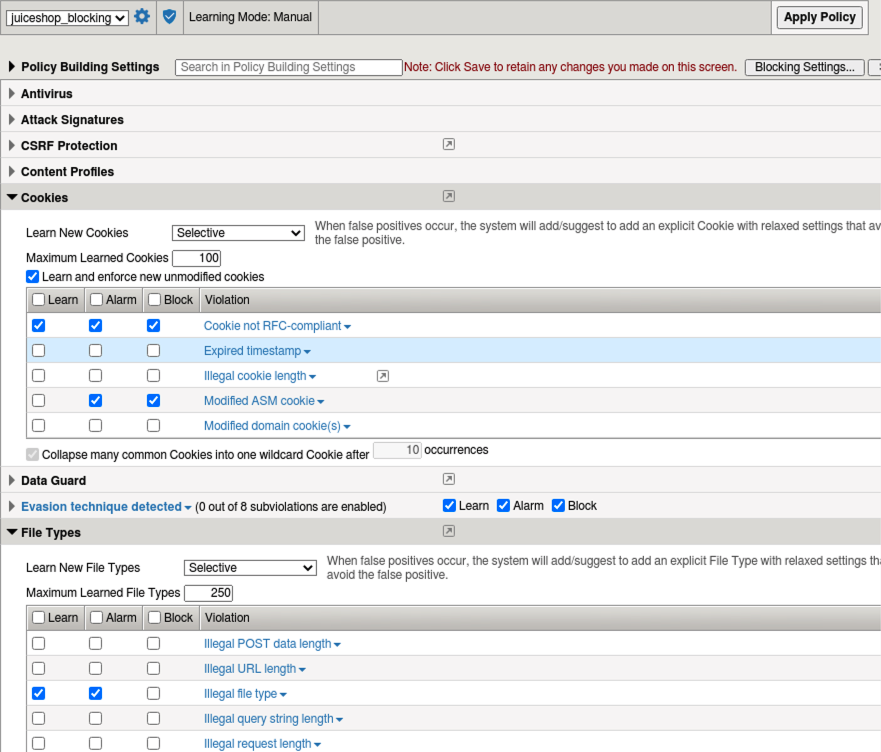 juiceshop_blocking Learning Mode: Manual Apply Policy
Policy Building Settings Search in Policy Building Settings Note: Click Save to retain any changes you made on this screen. Blocking Settings...
Antivirus
Attack Signatures
CSRF Protection
Content Profiles
Cookies
Learn New Cookies Selective When false positives occur, the system will add/suggest to add an explicit Cookie with relaxed settings that
the false positive.
Maximum Learned Cookies 100
Learn and enforce new unmodified cookies
Learn Alarm Block Violation
Cookie not RFC-compliant
Expired timestamp
Illegal cookie length
Modified ASM cookie
Modified domain cookie(s)
Collapse many common Cookies into one wildcard Cookie after 10 occurrences
Data Guard
Evasion technique detected (0 out of 8 subviolations are enabled) Learn Alarm Block
File Types
Learn New File Types Selective When false positives occur, the system will add/suggest to add an explicit File Type with relaxed settings
avoid the false positive.
Maximum Learned File Types 250
Learn Alarm Block Violation
Illegal POST data length
Illegal URL length
Illegal file type
Illegal query string length
Illegal request length